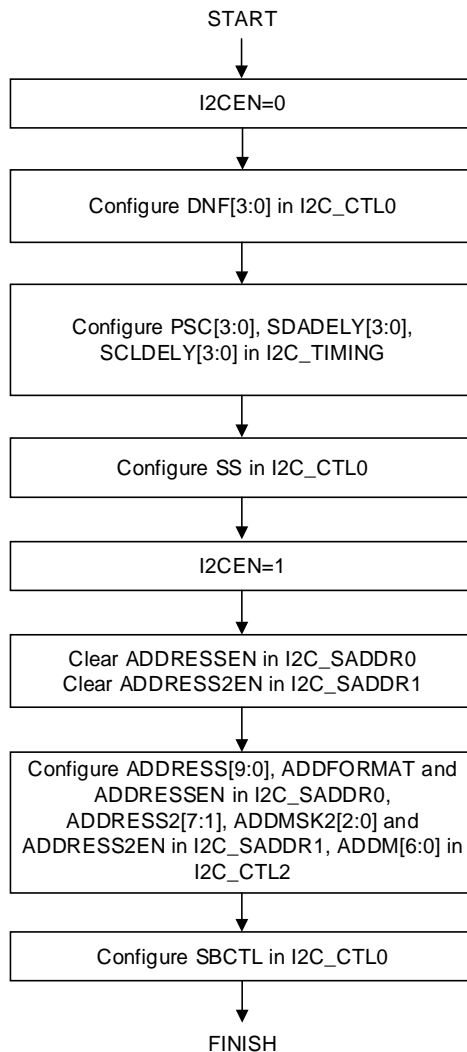 START
I2CEN=0
Configure DNF[3:0] in I2C_CTL0
Configure PSC[3:0], SDADELY[3:0],
SCLDELY[3:0] in I2C_TIMING
Configure SS in I2C_CTL0
I2CEN=1
Clear ADDRESSEN in I2C_SADDR0
Clear ADDRESS2EN in I2C_SADDR1
Configure ADDRESS[9:0], ADDFORMAT and
ADDRESSEN in I2C_SADDR0,
ADDRESS2[7:1], ADDMSK2[2:0] and
ADDRESS2EN in I2C_SADDR1, ADDM[6:0] in
I2C_CTL2
Configure SBCTL in I2C_CTL0
FINISH